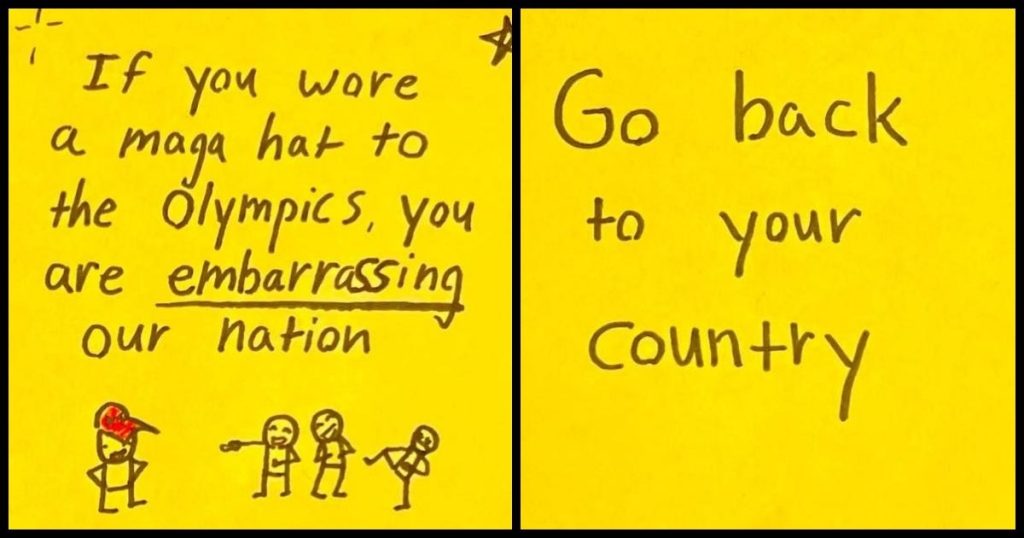 If you wore
a maga hat to
the Olympics, you
are embarrassing
our nation
Go back
to your
country